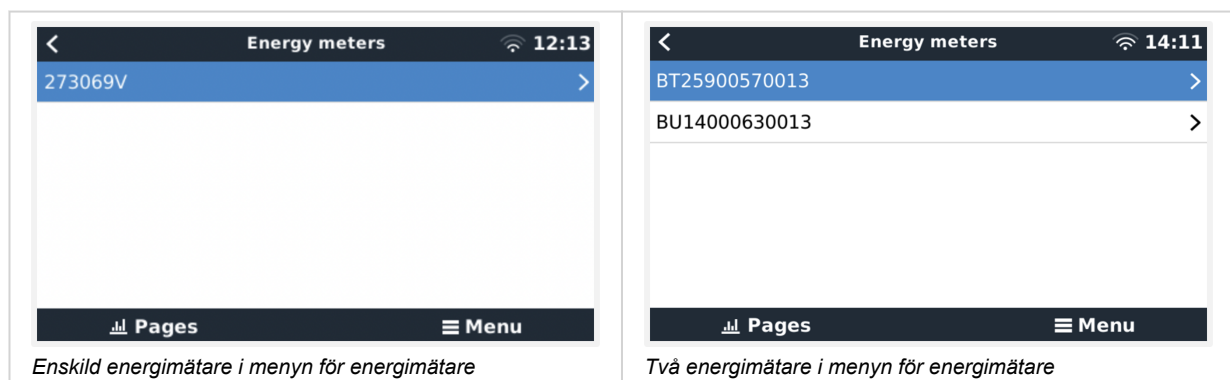 Energy meters 12:13
273069V
Pages Menu
Enskild energimätare i menyn för energimätare
Energy meters 14:11
BT25900570013
BU14000630013
Pages Menu
Två energimätare i menyn för energimätare